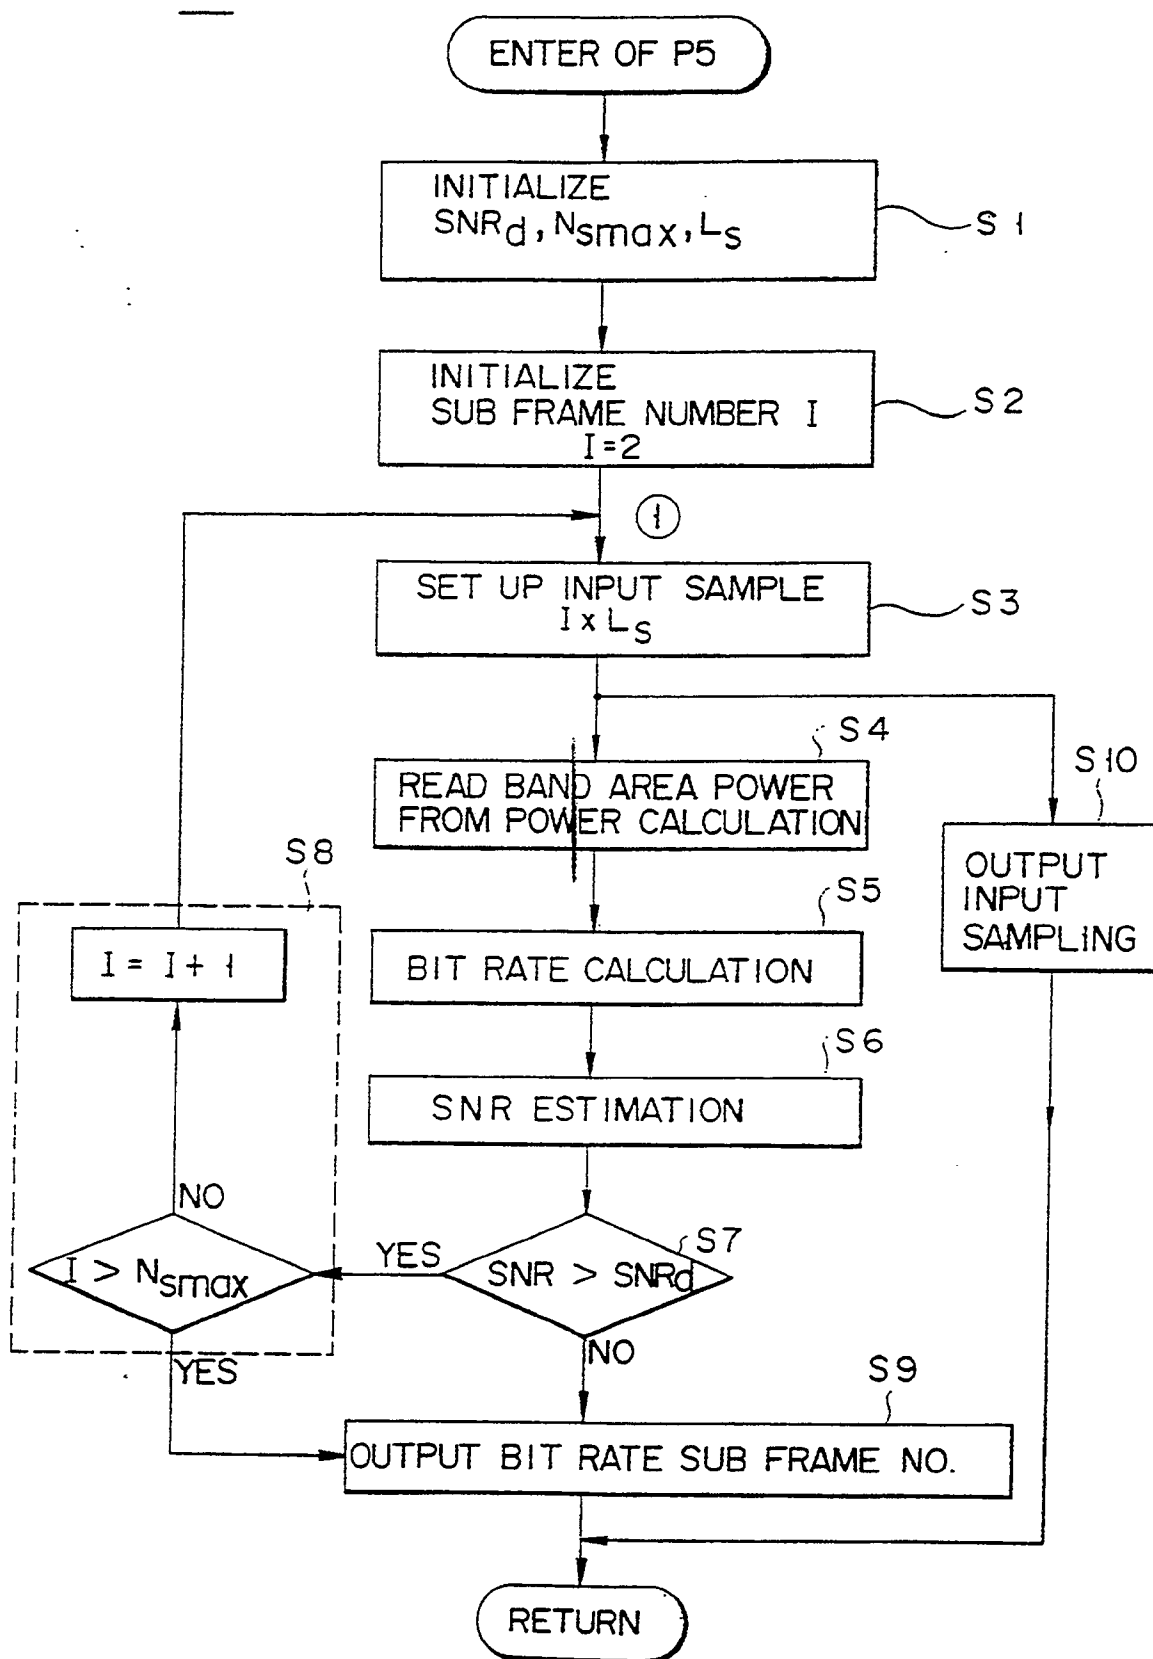 ENTER OF P5
INITIALIZE
SNRd, Nsmax, Ls
S1
INITIALIZE
SUB FRAME NUMBER I
I=2
S2
1
SET UP INPUT SAMPLE
I x Ls
S3
S4
READ BAND AREA POWER
FROM POWER CALCULATION
S10
OUTPUT
INPUT
SAMPLING
S8
I = I + 1
S5
BIT RATE CALCULATION
S6
SNR ESTIMATION
NO
I > Nsmax
YES
YES
S7
SNR > SNRd
NO
S9
OUTPUT BIT RATE SUB FRAME NO.
RETURN